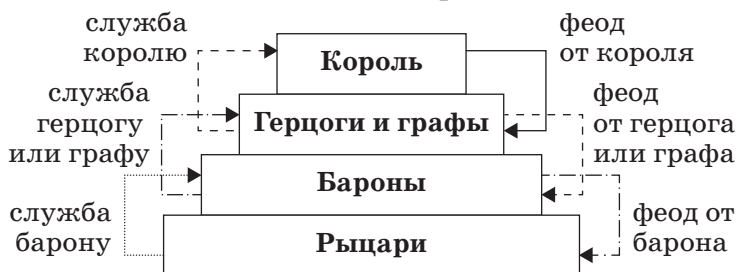 служба
королю
Король
феод
от короля
служба
герцогу
или графу
Герцоги и графы
феод
от герцога
или графа
Бароны
служба
барону
Рыцари
феод от
барона